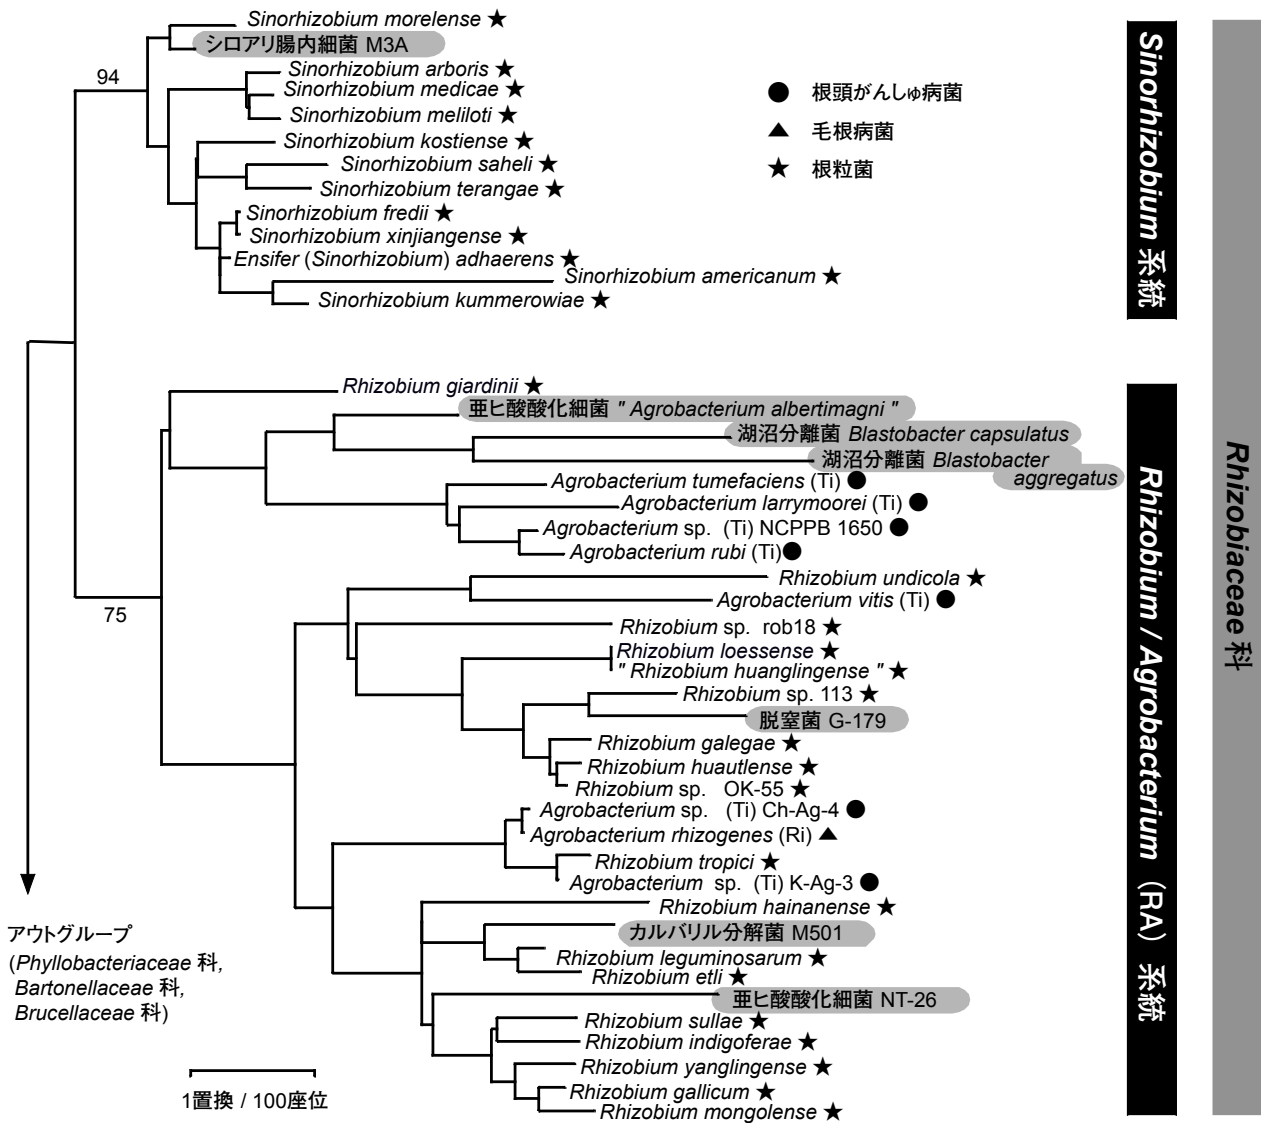 Sinorhizobium morelense ★
シロアリ腸内細菌 M3A
94
Sinorhizobium arboris ★
Sinorhizobium medicae ★
Sinorhizobium meliloti ★
Sinorhizobium kostiense ★
Sinorhizobium saheli ★
Sinorhizobium terangae ★
Sinorhizobium fredii ★
Sinorhizobium xinjiangense ★
Ensifer (Sinorhizobium) adhaerens ★
Sinorhizobium americanum ★
Sinorhizobium kummerowiae ★
● 根頭がんしゅ病菌
▲ 毛根病菌
★ 根粒菌
Sinorhizobium 系統
Rhizobium giardinii ★
亜ヒ酸酸化細菌 " Agrobacterium albertimagni "
湖沼分離菌 Blastobacter capsulatus
湖沼分離菌 Blastobacter
aggregatus
Agrobacterium tumefaciens (Ti) ●
Agrobacterium larrymoorei (Ti) ●
Agrobacterium sp. (Ti) NCPPB 1650 ●
Agrobacterium rubi (Ti) ●
75
Rhizobium undicola ★
Agrobacterium vitis (Ti) ●
Rhizobium sp. rob18 ★
Rhizobium loessense ★
" Rhizobium huanglingense " ★
Rhizobium sp. 113 ★
脱窒菌 G-179
Rhizobium galegae ★
Rhizobium huautlense ★
Rhizobium sp. OK-55 ★
Agrobacterium sp. (Ti) Ch-Ag-4 ●
Agrobacterium rhizogenes (Ri) ▲
Rhizobium tropici ★
Agrobacterium sp. (Ti) K-Ag-3 ●
Rhizobium hainanense ★
カルバリル分解菌 M501
Rhizobium leguminosarum ★
Rhizobium etli ★
亜ヒ酸酸化細菌 NT-26
Rhizobium sullae ★
Rhizobium indigoferae ★
Rhizobium yanglingense ★
Rhizobium gallicum ★
Rhizobium mongolense ★
Rhizobium / Agrobacterium (RA) 系統
Rhizobiaceae 科
アウトグループ
(Phyllobacteriaceae 科,
Bartonellaceae 科,
Brucellaceae 科)
1置換 / 100座位